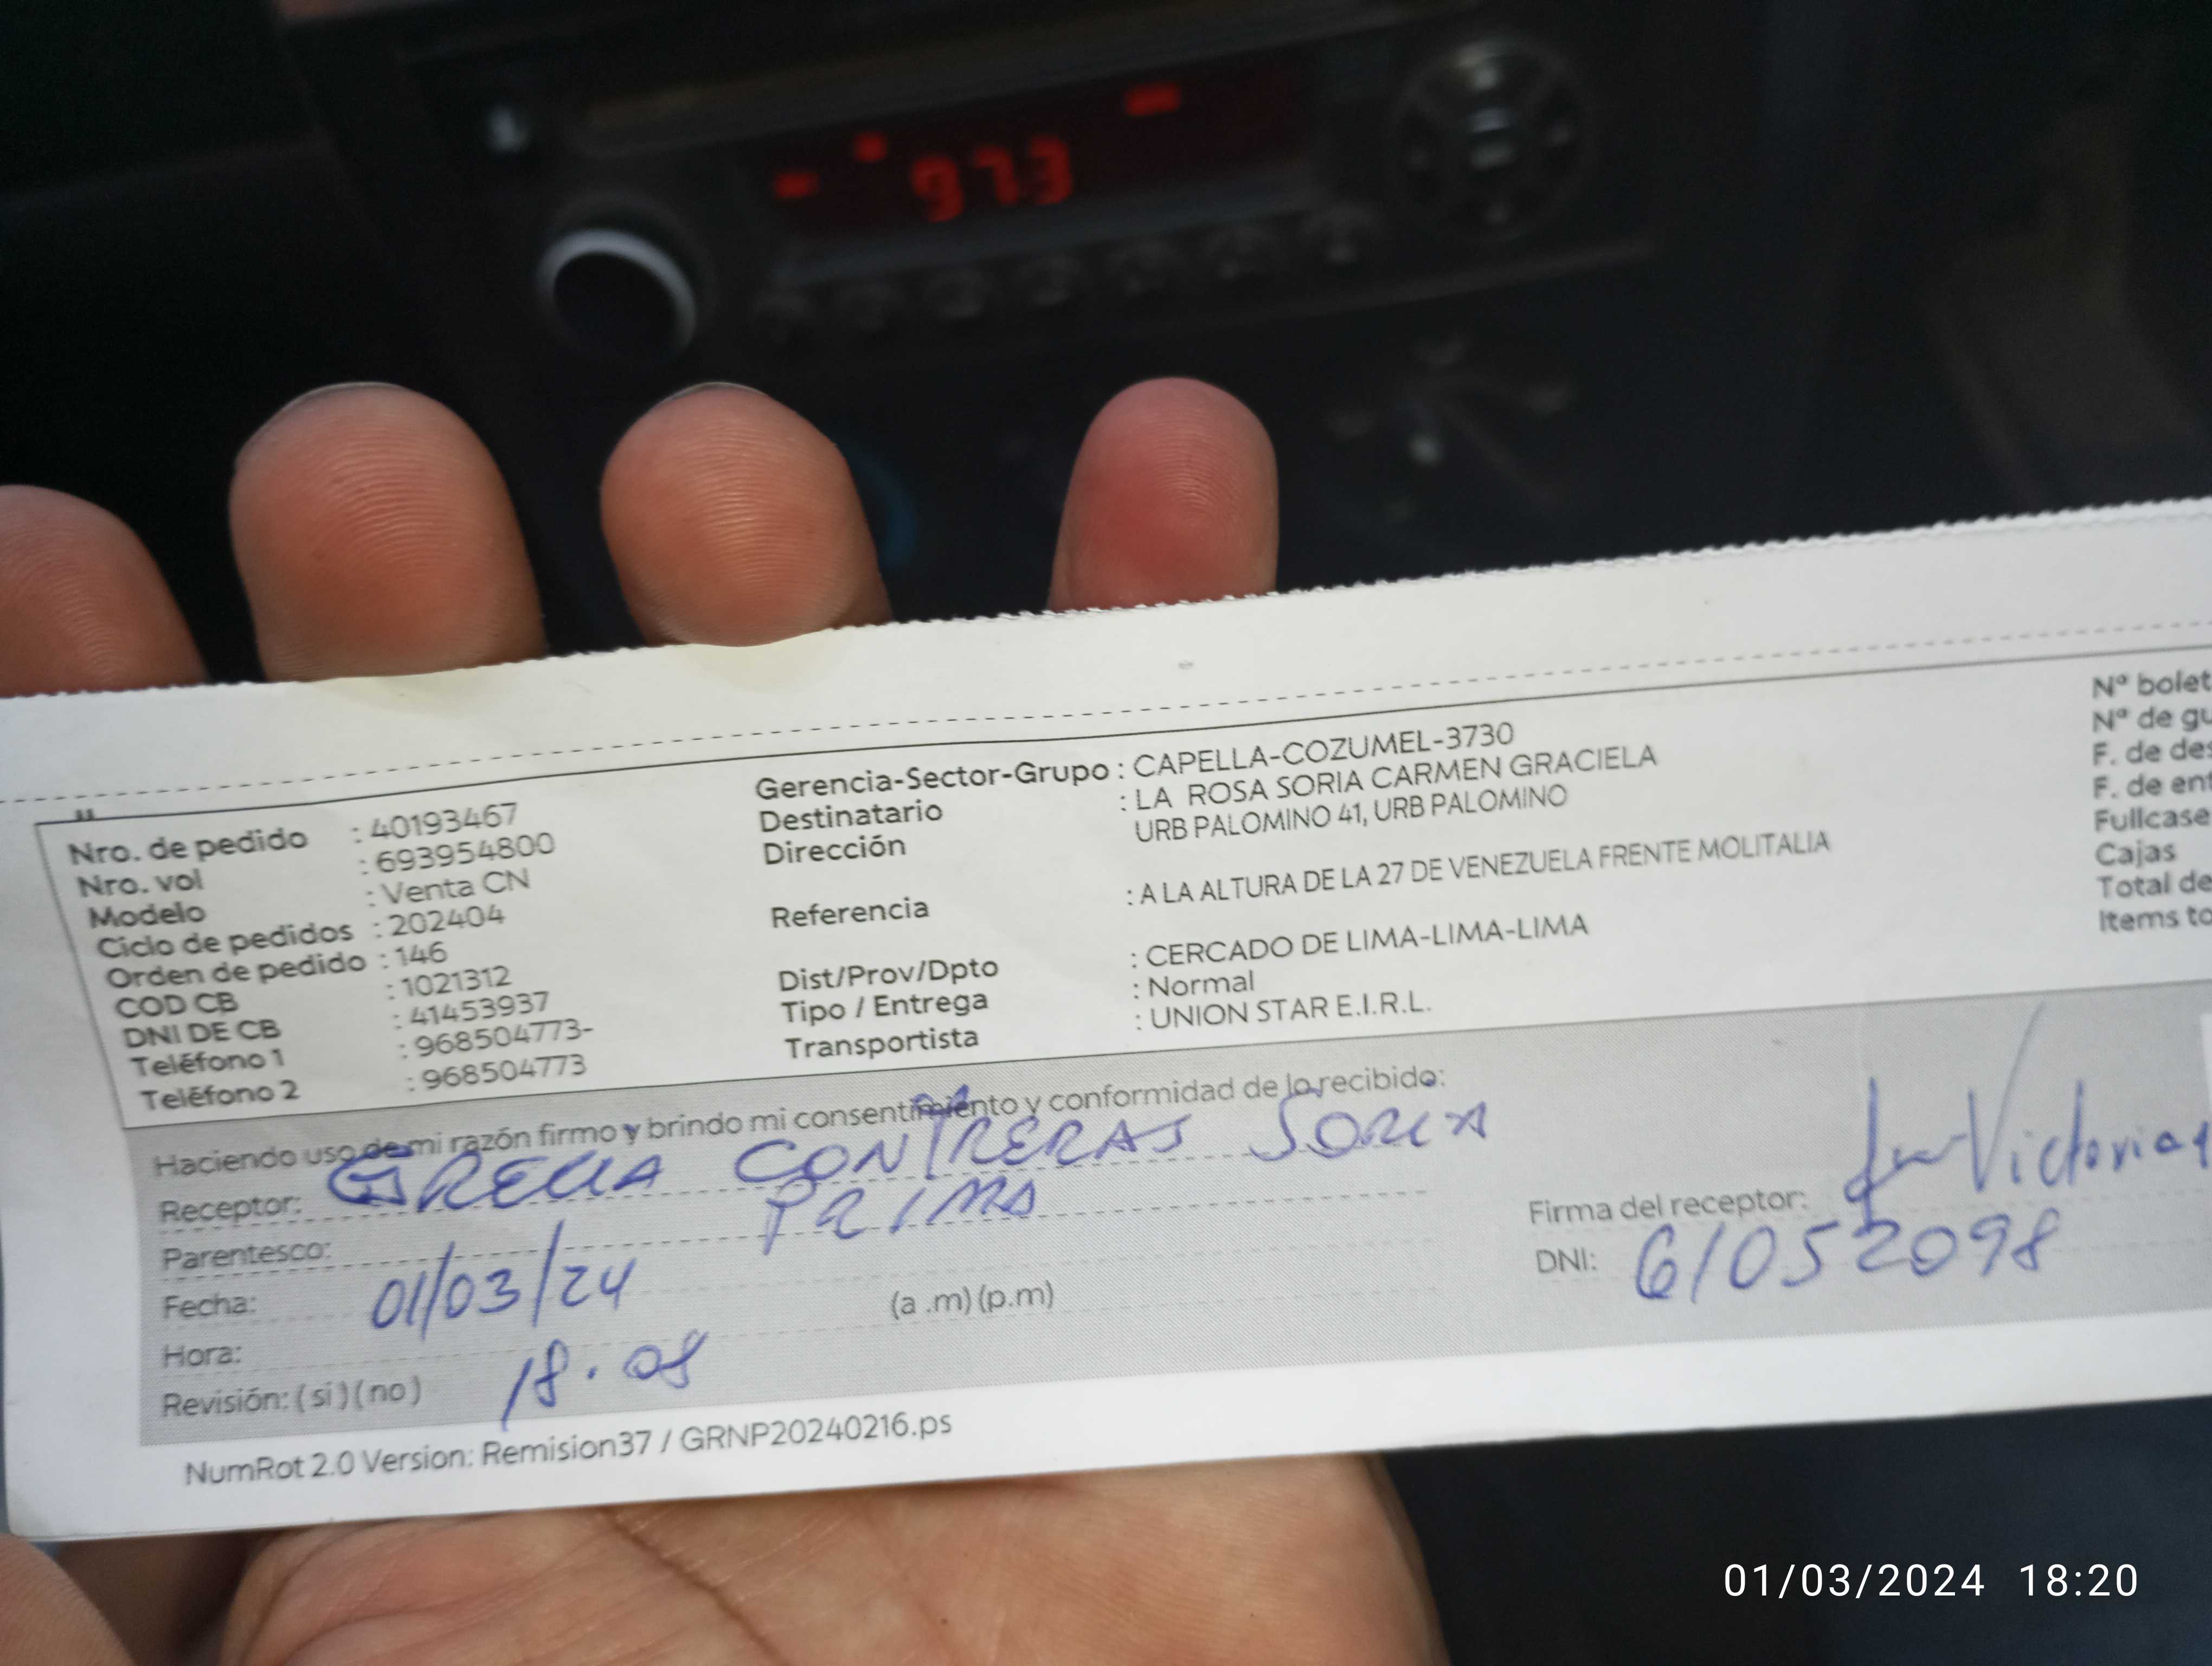 973
Nro. de pedido : 40193467
Nro. vol : 693954800
Modelo : Venta CN
Ciclo de pedidos : 202404
Orden de pedido : 146
COD CB : 1021312
DNI DE CB : 41453937
Teléfono 1 : 968504773-
Teléfono 2 : 968504773
Gerencia-Sector-Grupo : CAPELLA-COZUMEL-3730
Destinatario : LA ROSA SORIA CARMEN GRACIELA
Dirección URB PALOMINO 41, URB PALOMINO
Referencia : A LA ALTURA DE LA 27 DE VENEZUELA FRENTE MOLITALIA
Dist/Prov/Dpto : CERCADO DE LIMA-LIMA-LIMA
Tipo / Entrega : Normal
Transportista : UNION STAR E.I.R.L.
Nº bolet
Nº de gu
F. de des
F. de ent
Fullcase
Cajas
Total de
Items to
Haciendo uso de mi razón firmo y brindo mi consentimiento y conformidad de lo recibido:
Receptor: CONTRERAS SORIA
Parentesco: PRIMA
Fecha: 01/03/24
Hora: 18.08 (a .m) (p.m)
Revisión: ( si ) ( no )
Firma del receptor:
DNI: 61052098
NumRot 2.0 Version: Remision37 / GRNP20240216.ps
01/03/2024 18:20